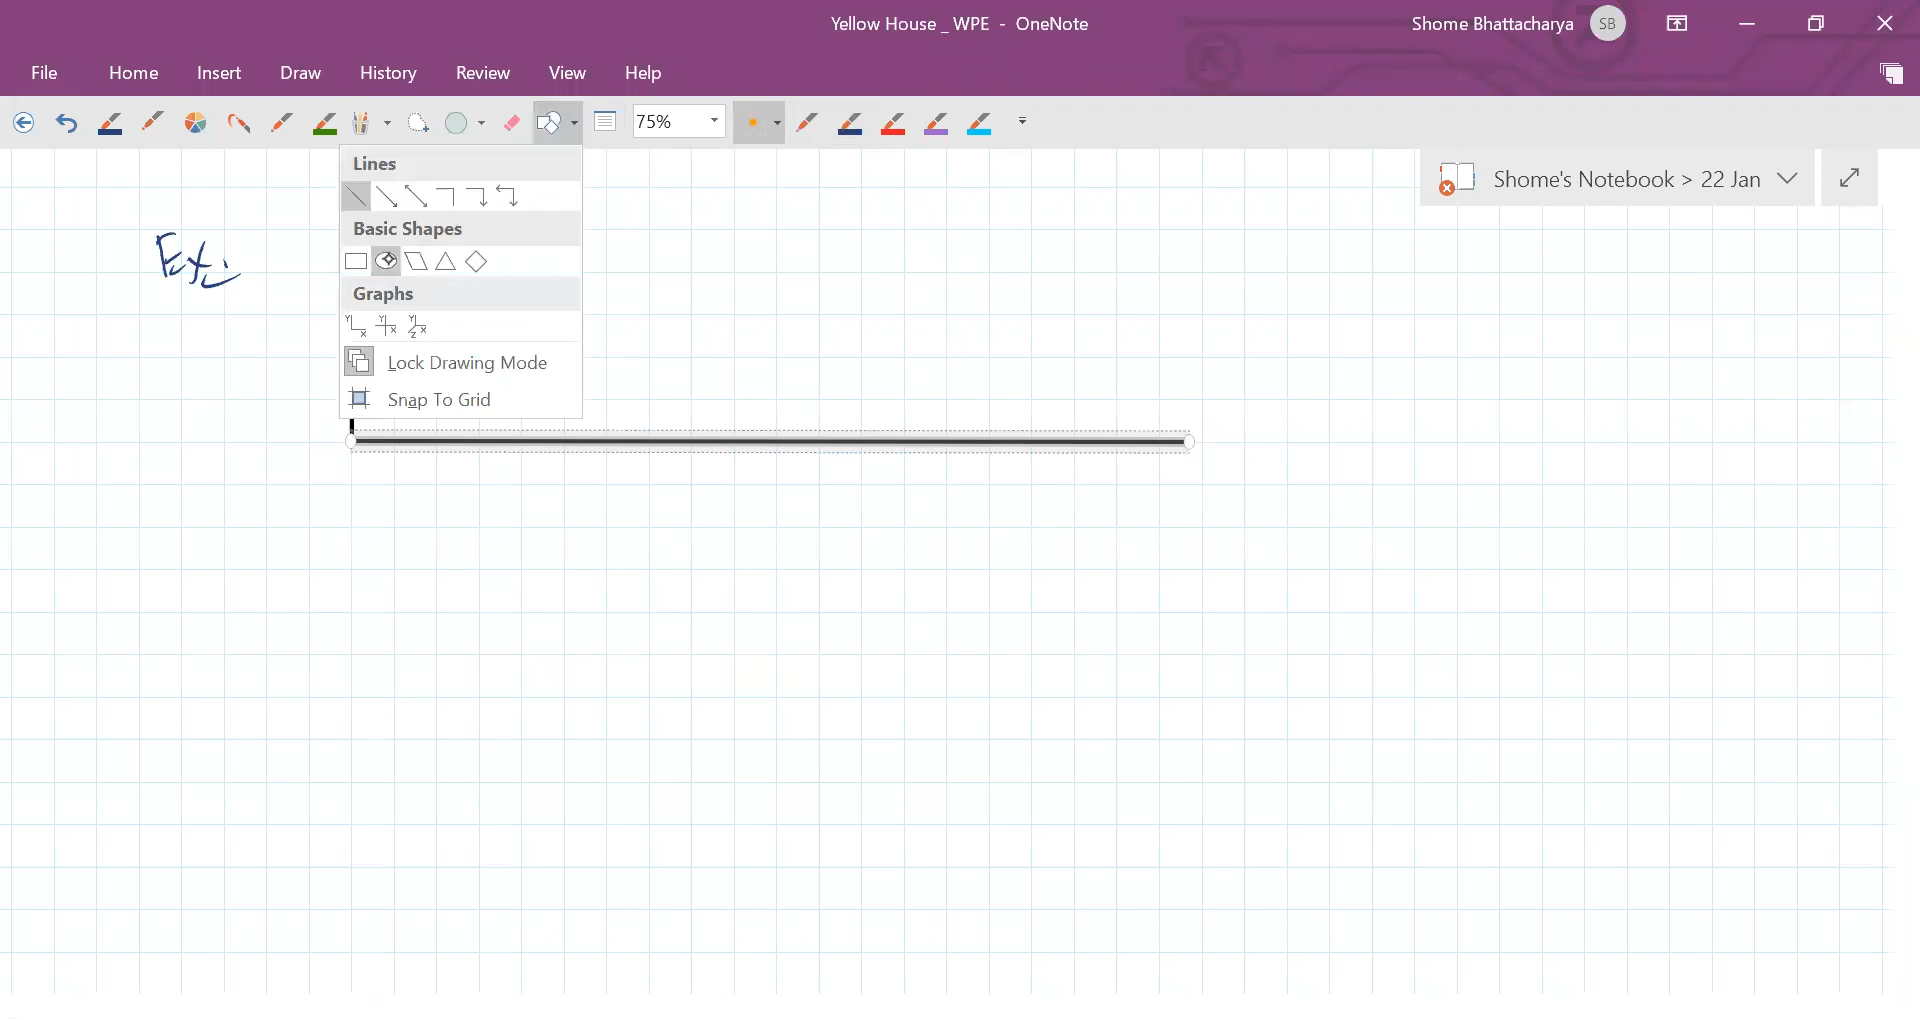 Yellow House _ WPE - OneNote
Shome Bhattacharya SB
File Home Insert Draw History Review View Help
75%
Lines
Shome's Notebook > 22 Jan
Basic Shapes
Graphs
Lock Drawing Mode
Snap To Grid